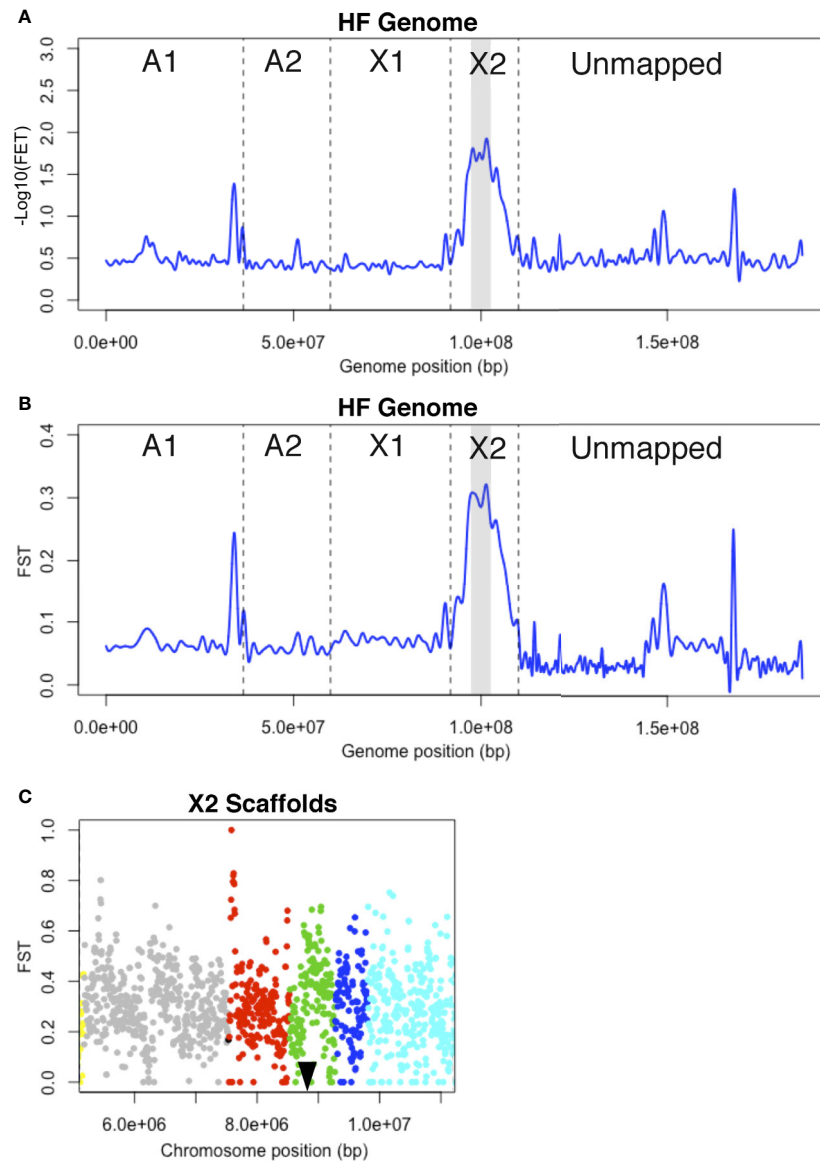 A
HF Genome
A1 A2 X1 X2 Unmapped
3.0
2.5
2.0
1.5
1.0
0.5
0.0
-Log10(FET)
0.0e+00 5.0e+07 1.0e+08 1.5e+08
Genome position (bp)
B
HF Genome
A1 A2 X1 X2 Unmapped
0.4
0.3
0.2
0.1
0.0
FST
0.0e+00 5.0e+07 1.0e+08 1.5e+08
Genome position (bp)
C
X2 Scaffolds
1.0
0.8
0.6
0.4
0.2
0.0
FST
6.0e+06 8.0e+06 1.0e+07
Chromosome position (bp)